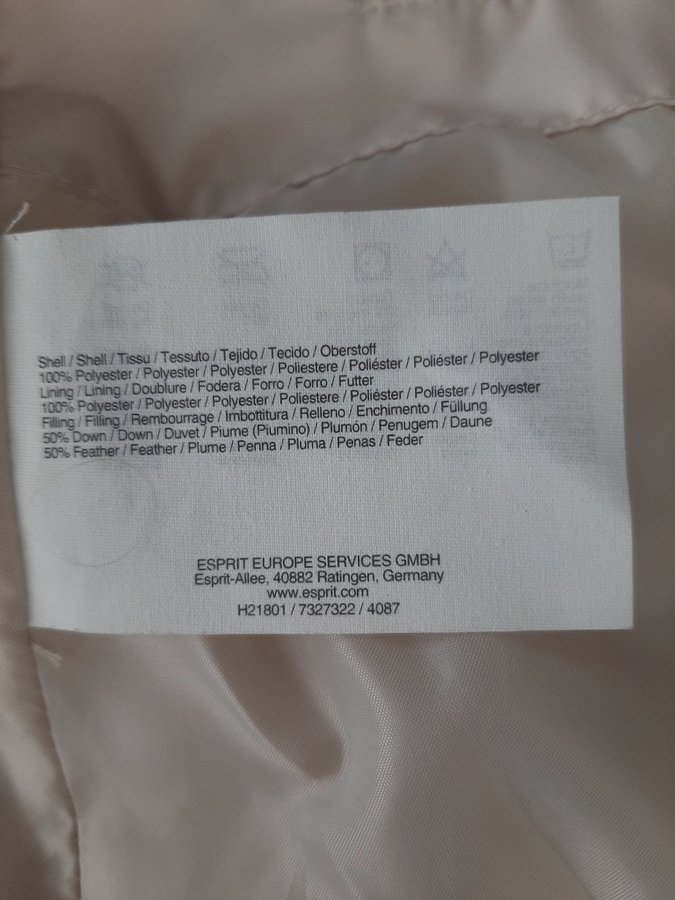 Shell / Shell / Tissu / Tessuto / Tejido / Tecido / Oberstoff
100% Polyester / Polyester / Polyester / Poliestere / Poliéster / Poliéster / Polyester
Lining / Lining / Doublure / Fodera / Forro / Forro / Futter
100% Polyester / Polyester / Polyester / Poliestere / Poliéster / Poliéster / Polyester
Filling / Filling / Rembourrage / Imbottitura / Relleno / Enchimento / Füllung
50% Down / Down / Duvet / Piume (Piumino) / Plumón / Penugem / Daune
50% Feather / Feather / Plume / Penna / Pluma / Penas / Feder
ESPRIT EUROPE SERVICES GMBH
Esprit-Allee, 40882 Ratingen, Germany
www.esprit.com
H21801 / 7327322 / 4087